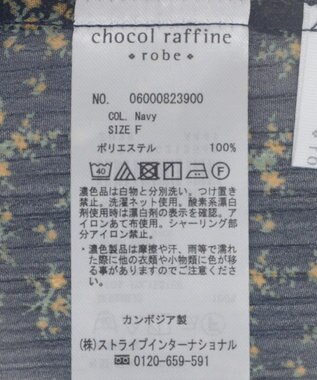 chocol raffine
robe
NO. 06000823900
COL. Navy
SIZE F
ポリエステル 100%
40
濃色品は白物と分別洗い。つけ置き
禁止。洗濯ネット使用。酸素系漂白
剤使用時は漂白剤の表示を確認。ア
イロンあて布使用。シャーリング部
分アイロン禁止。
・濃色製品は摩擦や汗、雨等で濡れ
た際に他の衣類や小物類に色が移
る事がありますのでご注意くださ
い。
カンボジア製
(株)ストライプインターナショナル
0120-659-591